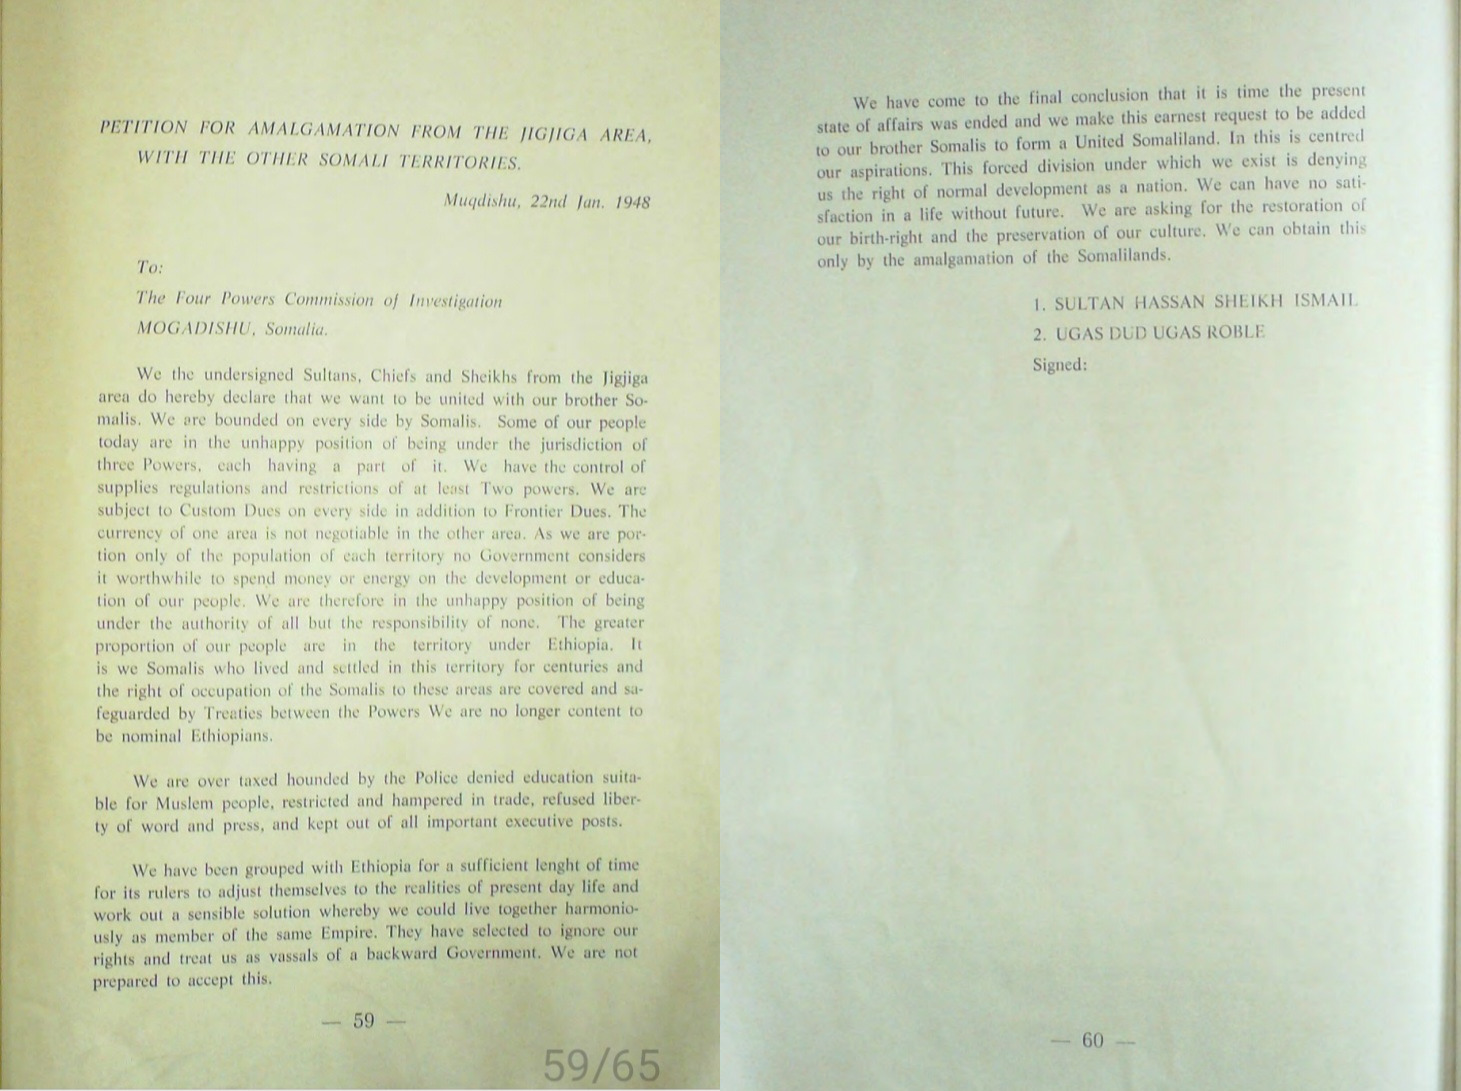 PETITION FOR AMALGAMATION FROM THE JIGJIGA AREA,
WITH THE OTHER SOMALI TERRITORIES.
Muqdishu, 22nd Jan. 1948
To:
The Four Powers Commission of Investigation
MOGADISHU, Somalia.
We the undersigned Sultans, Chiefs and Sheikhs from the Jigjiga
area do hereby declare that we want to be united with our brother So-
malis. We are bounded on every side by Somalis. Some of our people
today are in the unhappy position of being under the jurisdiction of
three Powers, each having a part of it. We have the control of
supplies regulations and restrictions of at least Two powers. We are
subject to Custom Dues on every side in addition to Frontier Dues. The
currency of one area is not negotiable in the other area. As we are por-
tion only of the population of each territory no Government considers
it worthwhile to spend money or energy on the development or educa-
tion of our people. We are therefore in the unhappy position of being
under the authority of all but the responsibility of none. The greater
proportion of our people are in the territory under Ethiopia. It
is we Somalis who lived and settled in this territory for centuries and
the right of occupation of the Somalis to these areas are covered and sa-
feguarded by Treaties between the Powers We are no longer content to
be nominal Ethiopians.
We are over taxed hounded by the Police denied education suita-
ble for Muslem people, restricted and hampered in trade, refused liber-
ty of word and press, and kept out of all important executive posts.
We have been grouped with Ethiopia for a sufficient lenght of time
for its rulers to adjust themselves to the realities of present day life and
work out a sensible solution whereby we could live together harmonio-
usly as member of the same Empire. They have selected to ignore our
rights and treat us as vassals of a backward Government. We are not
prepared to accept this.
— 59 —
59/65
We have come to the final conclusion that it is time the present
state of affairs was ended and we make this earnest request to be added
to our brother Somalis to form a United Somaliland. In this is centred
our aspirations. This forced division under which we exist is denying
us the right of normal development as a nation. We can have no sati-
sfaction in a life without future. We are asking for the restoration of
our birth-right and the preservation of our culture. We can obtain this
only by the amalgamation of the Somalilands.
1. SULTAN HASSAN SHEIKH ISMAIL
2. UGAS DUD UGAS ROBLE
Signed:
— 60 —